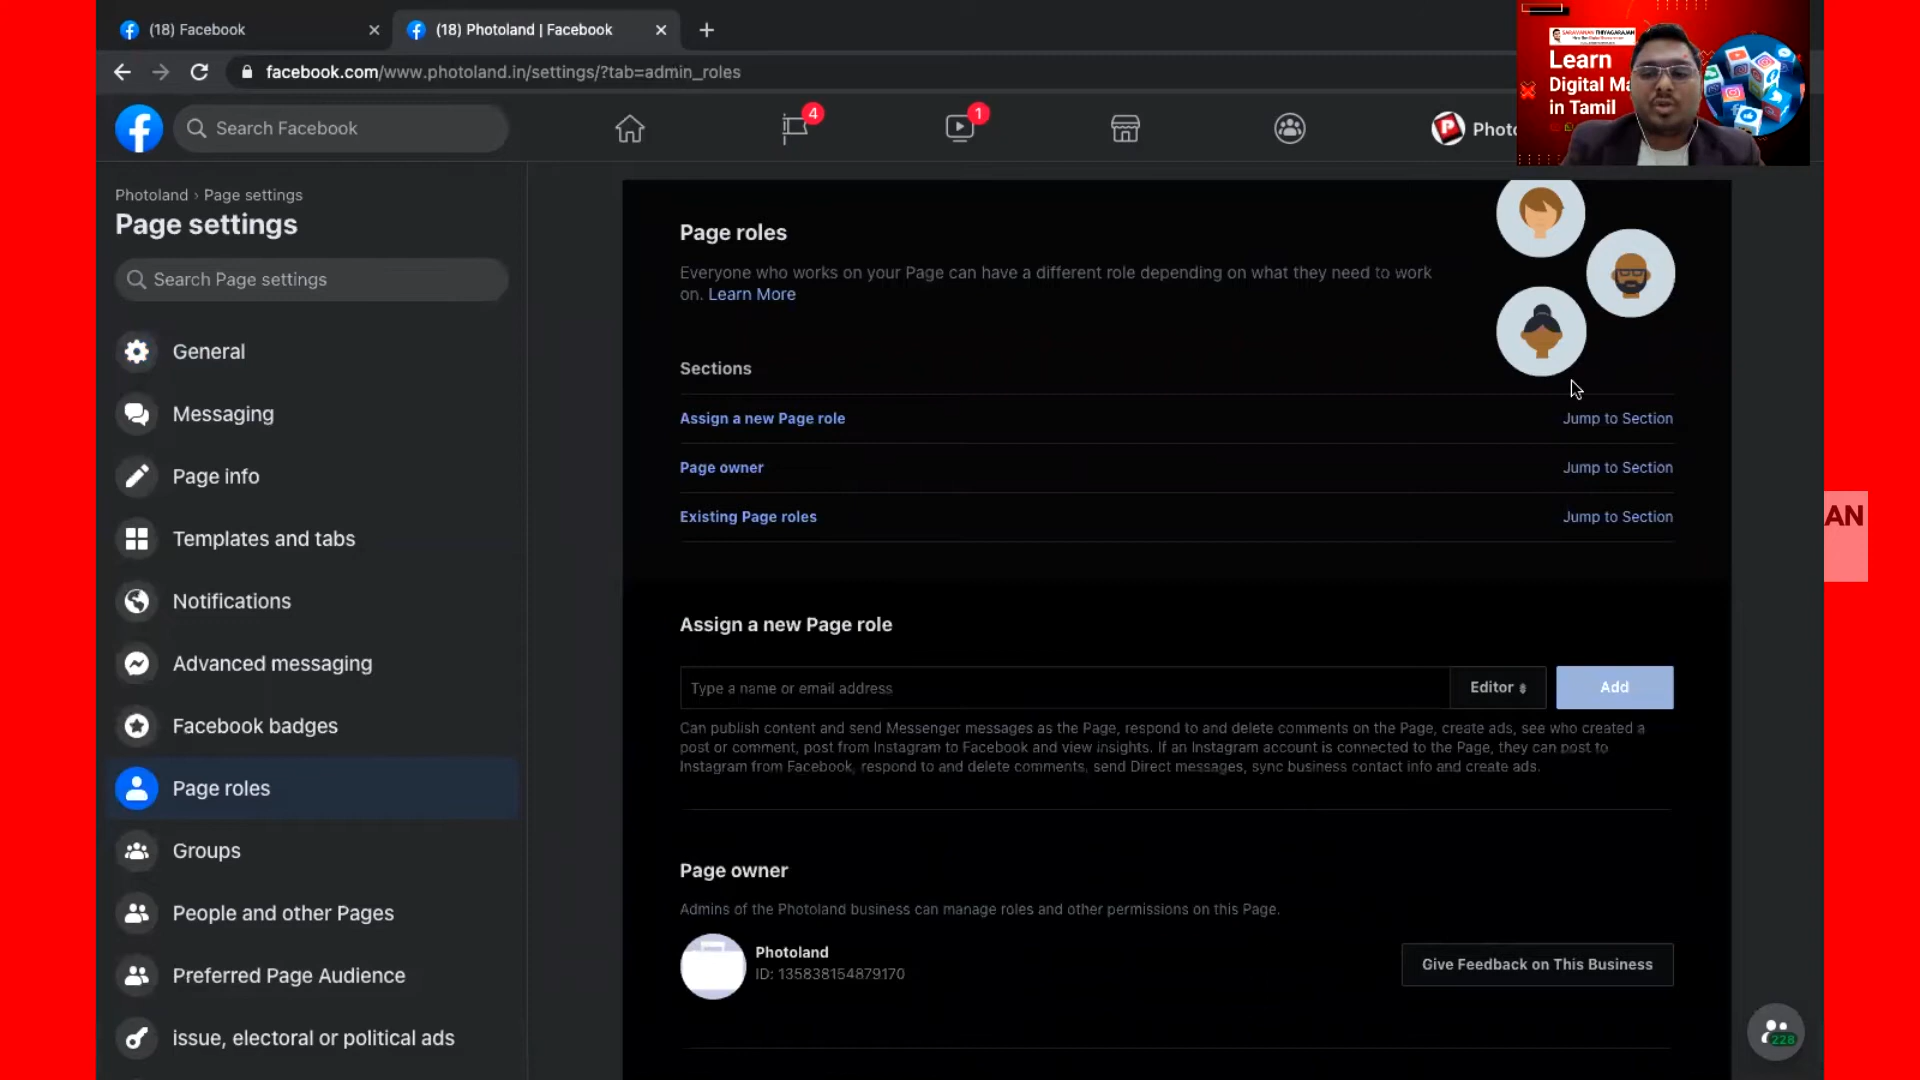 (18) Facebook
(18) Photoland | Facebook
facebook.com/www.photoland.in/settings/?tab=admin_roles
Search Facebook
4
1
P
SARAVANAN THIYAGARAJAN
Learn
in Tamil
Photoland › Page settings
Page settings
Search Page settings
General
Messaging
Page info
Templates and tabs
Notifications
Advanced messaging
Facebook badges
Page roles
Groups
People and other Pages
Preferred Page Audience
issue, electoral or political ads
Page roles
Everyone who works on your Page can have a different role depending on what they need to work
on. Learn More
Sections
Assign a new Page role Jump to Section
Page owner Jump to Section
Existing Page roles Jump to Section
Assign a new Page role
Type a name or email address Editor Add
Can publish content and send Messenger messages as the Page, respond to and delete comments on the Page, create ads, see who created a
post or comment, post from Instagram to Facebook and view insights. If an Instagram account is connected to the Page, they can post to
Instagram from Facebook, respond to and delete comments, send Direct messages, sync business contact info and create ads.
Page owner
Admins of the Photoland business can manage roles and other permissions on this Page.
Photoland
ID: 135838154879170
Give Feedback on This Business
228
AN